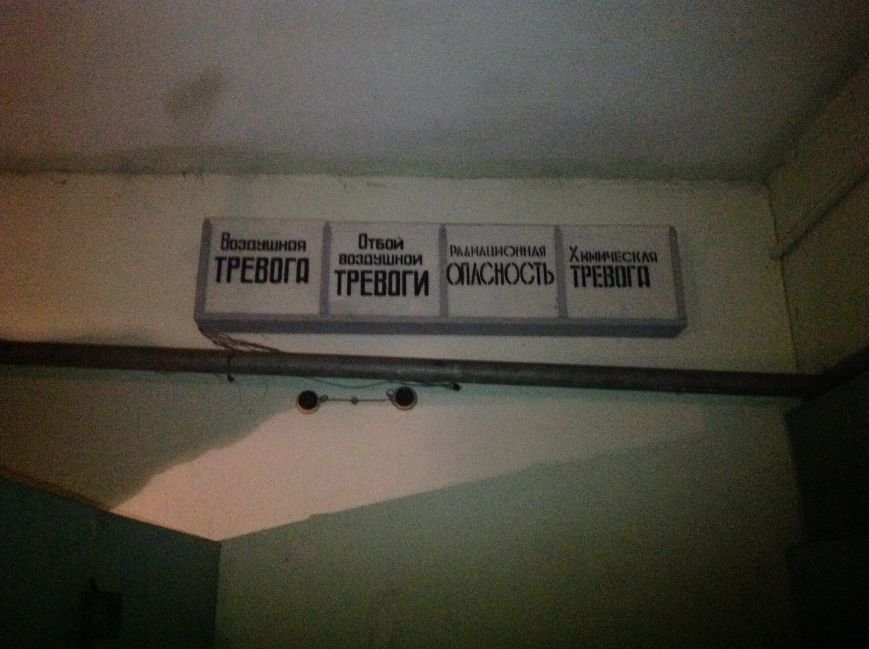 Воздушная
ТРЕВОГА
Отбой
воздушной
ТРЕВОГИ
Радиационная
ОПАСНОСТЬ
Химическая
ТРЕВОГА